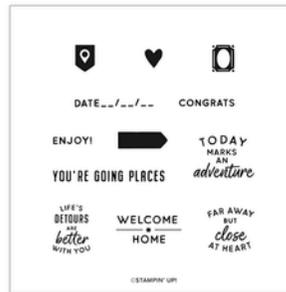 DATE__/__/__
CONGRATS
ENJOY!
TODAY
MARKS
AN
adventure
YOU'RE GOING PLACES
LIFE'S
DETOURS
ARE
better
WITH YOU
WELCOME
HOME
FAR AWAY
BUT
close
AT HEART
©STAMPIN' UP!